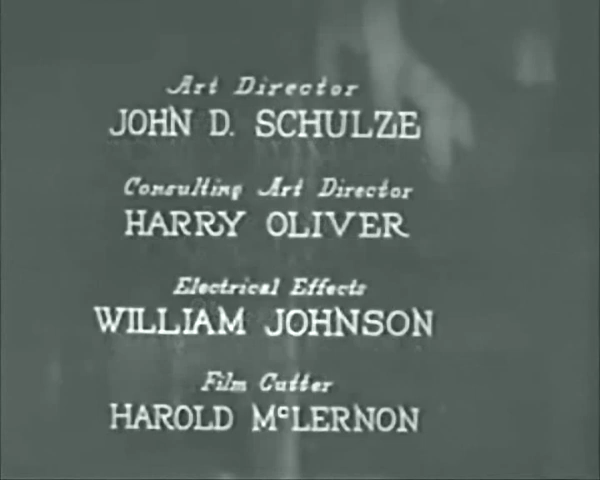 Art Director
JOHN D. SCHULZE
Consulting Art Director
HARRY OLIVER
Electrical Effects
WILLIAM JOHNSON
Film Cutter
HAROLD McLERNON